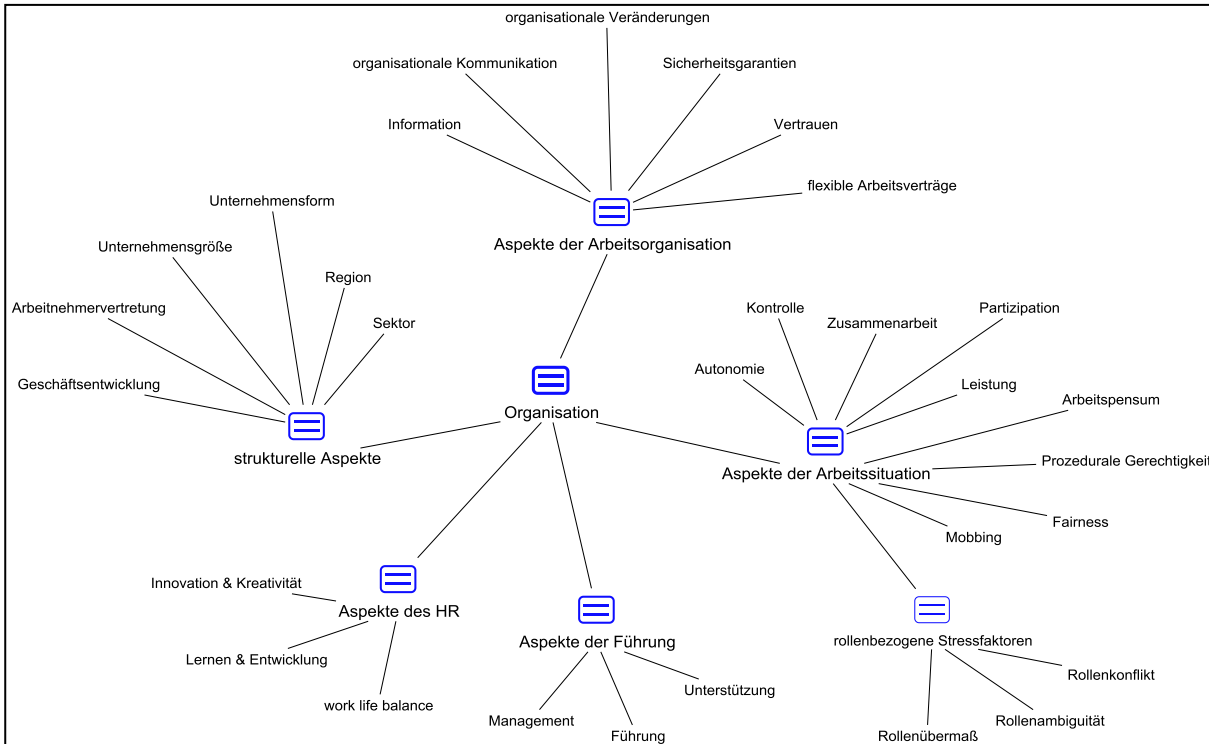 organisationale Veränderungen
organisationale Kommunikation
Sicherheitsgarantien
Information
Vertrauen
flexible Arbeitsverträge
Aspekte der Arbeitsorganisation
Unternehmensform
Unternehmensgröße
Region
Arbeitnehmervertretung
Sektor
Geschäftsentwicklung
strukturelle Aspekte
Organisation
Kontrolle
Zusammenarbeit
Partizipation
Autonomie
Leistung
Arbeitspensum
Aspekte der Arbeitssituation
Prozedurale Gerechtigkeit
Fairness
Mobbing
Innovation & Kreativität
Aspekte des HR
Lernen & Entwicklung
work life balance
Aspekte der Führung
Unterstützung
Management
Führung
rollenbezogene Stressfaktoren
Rollenkonflikt
Rollenambiguität
Rollenübermaß